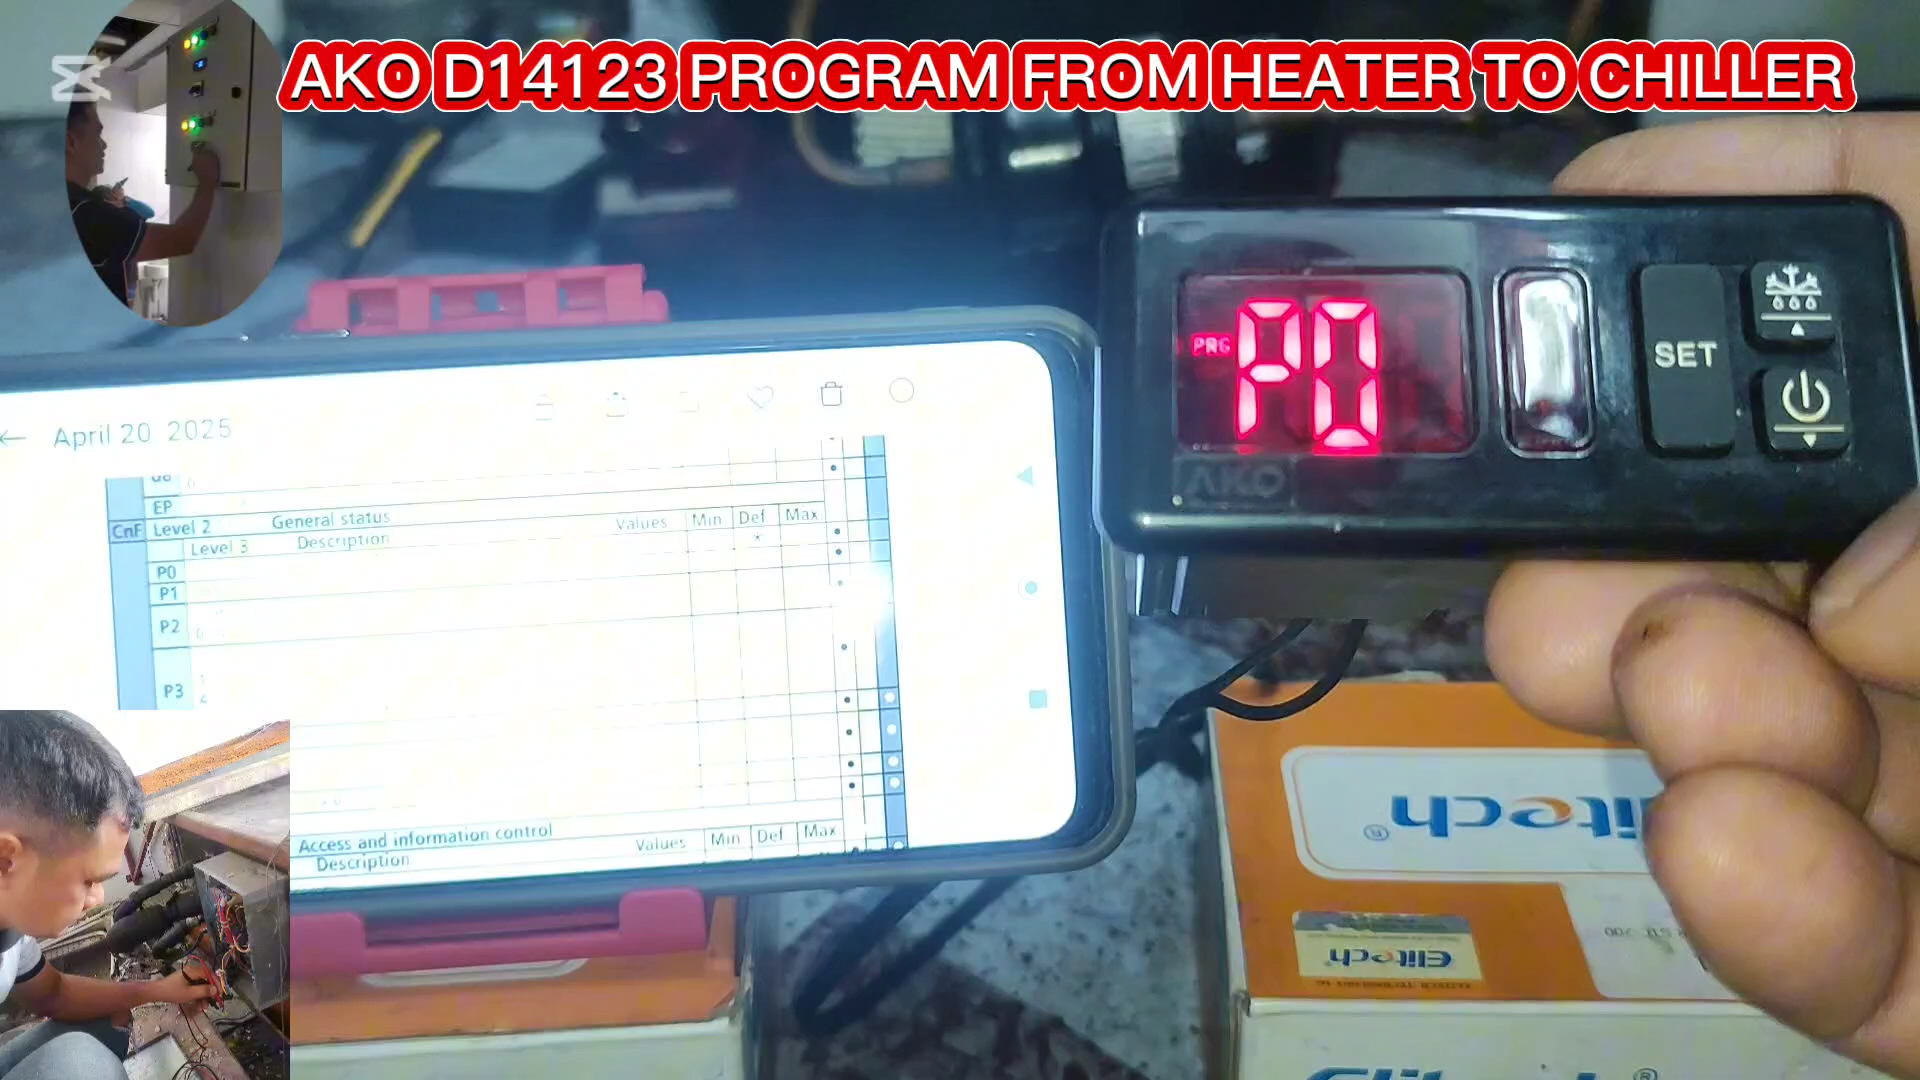 AKO D14123 PROGRAM FROM HEATER TO CHILLER
PRG P0
SET
AKO
April 20 2025
EP
CnF Level 2 General status Values Min Def Max
Level 3 Description *
P0
P1
P2
P3
Access and information control Values Min Def Max
Description
Elitech ®
Elitech
®